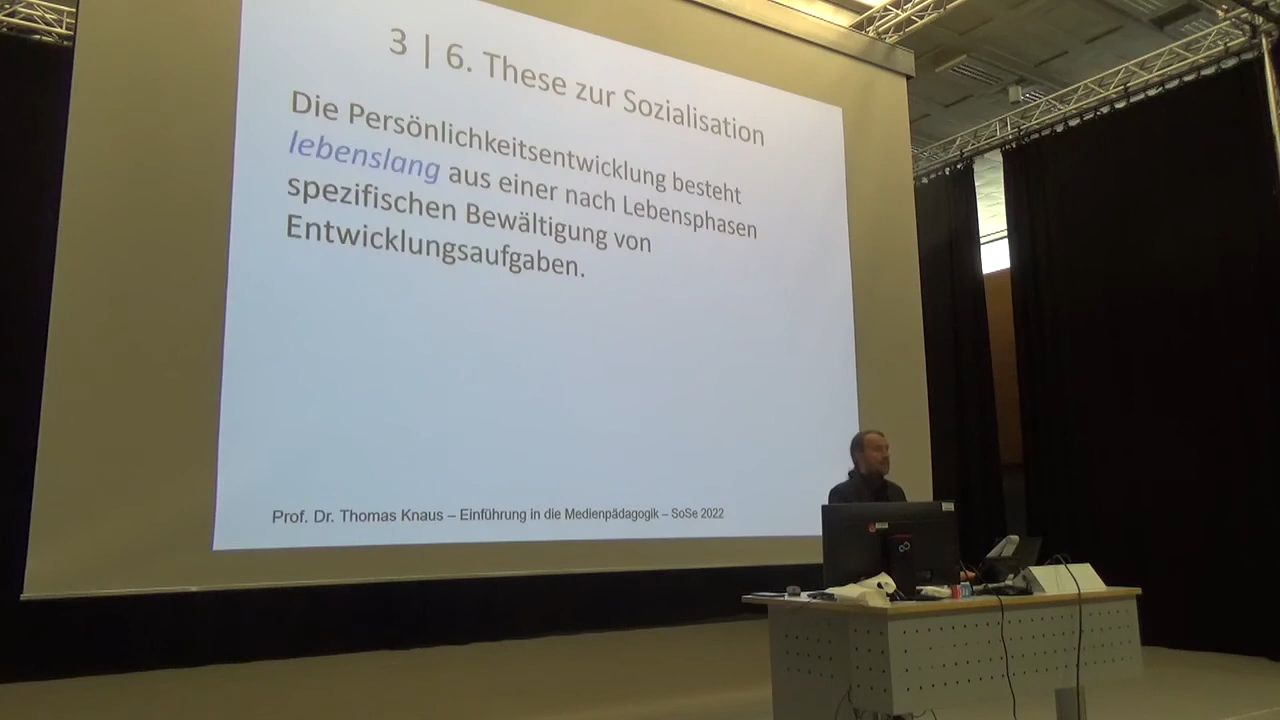 3 | 6. These zur Sozialisation
Die Persönlichkeitsentwicklung besteht
lebenslang aus einer nach Lebensphasen
spezifischen Bewältigung von
Entwicklungsaufgaben.
Prof. Dr. Thomas Knaus – Einführung in die Medienpädagogik – SoSe 2022